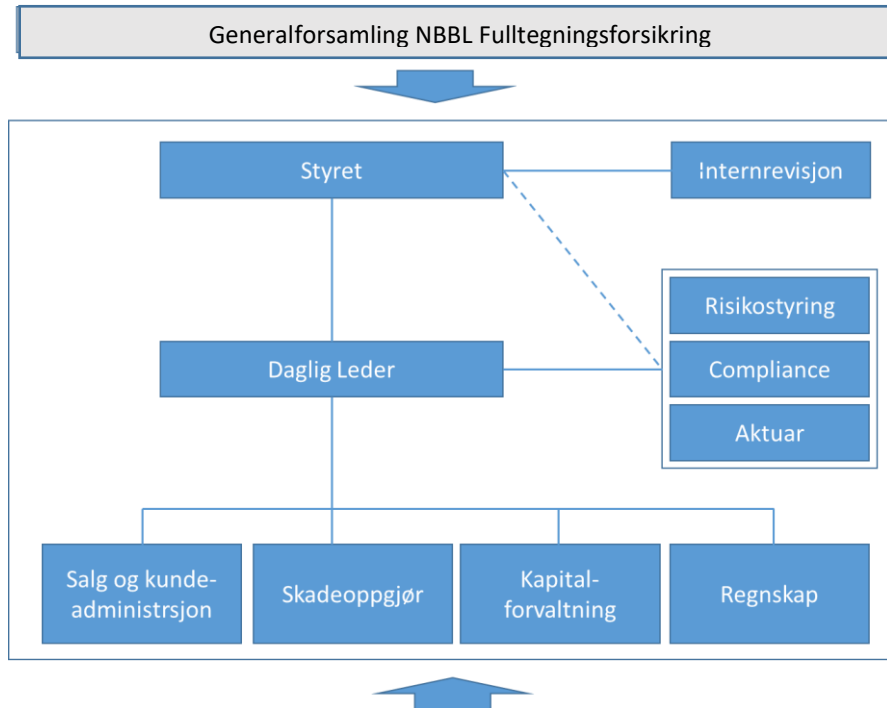 Generalforsamling NBBL Fulltegningsforsikring
Styret
Internrevisjon
Risikostyring
Daglig Leder
Compliance
Aktuar
Salg og kunde-
administrsjon
Skadeoppgjør
Kapital-
forvaltning
Regnskap